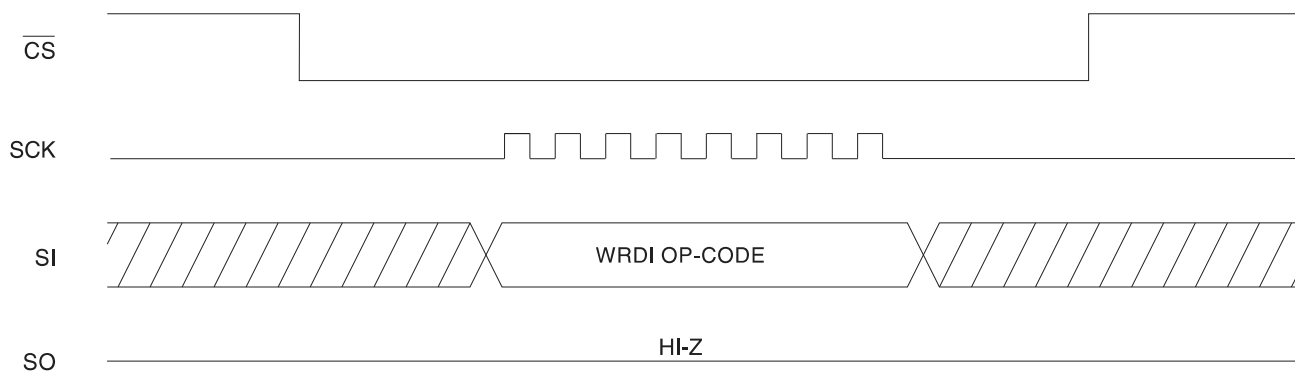 CS
SCK
SI
WRDI OP-CODE
HI-Z
SO